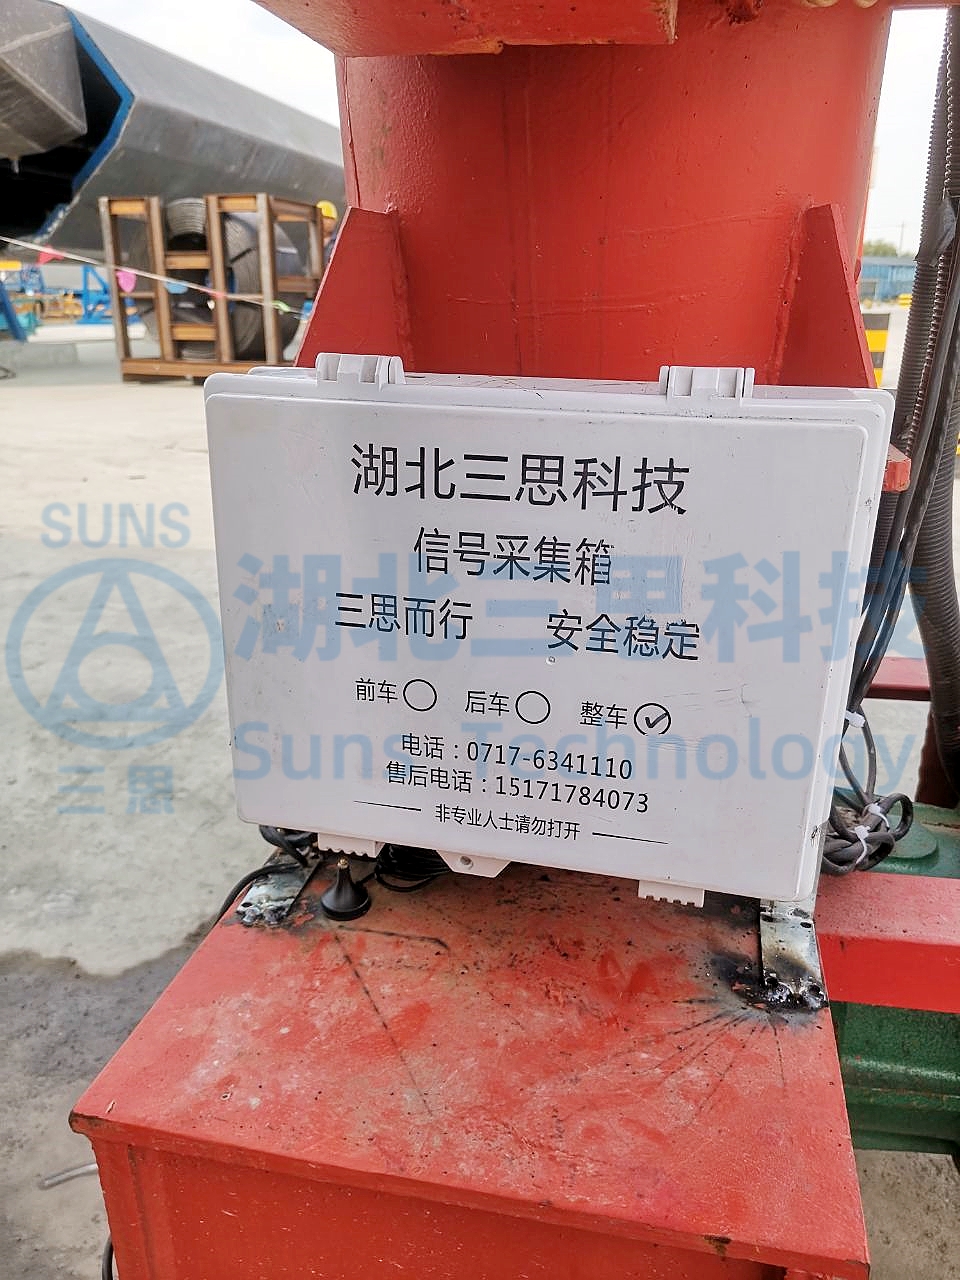 湖北三思科技
信号采集箱
三思而行 安全稳定
前车 后车 整车
电话：0717-6341110
售后电话：15171784073
非专业人士请勿打开
SUNS
三思
湖北三思科技
Suns Technology